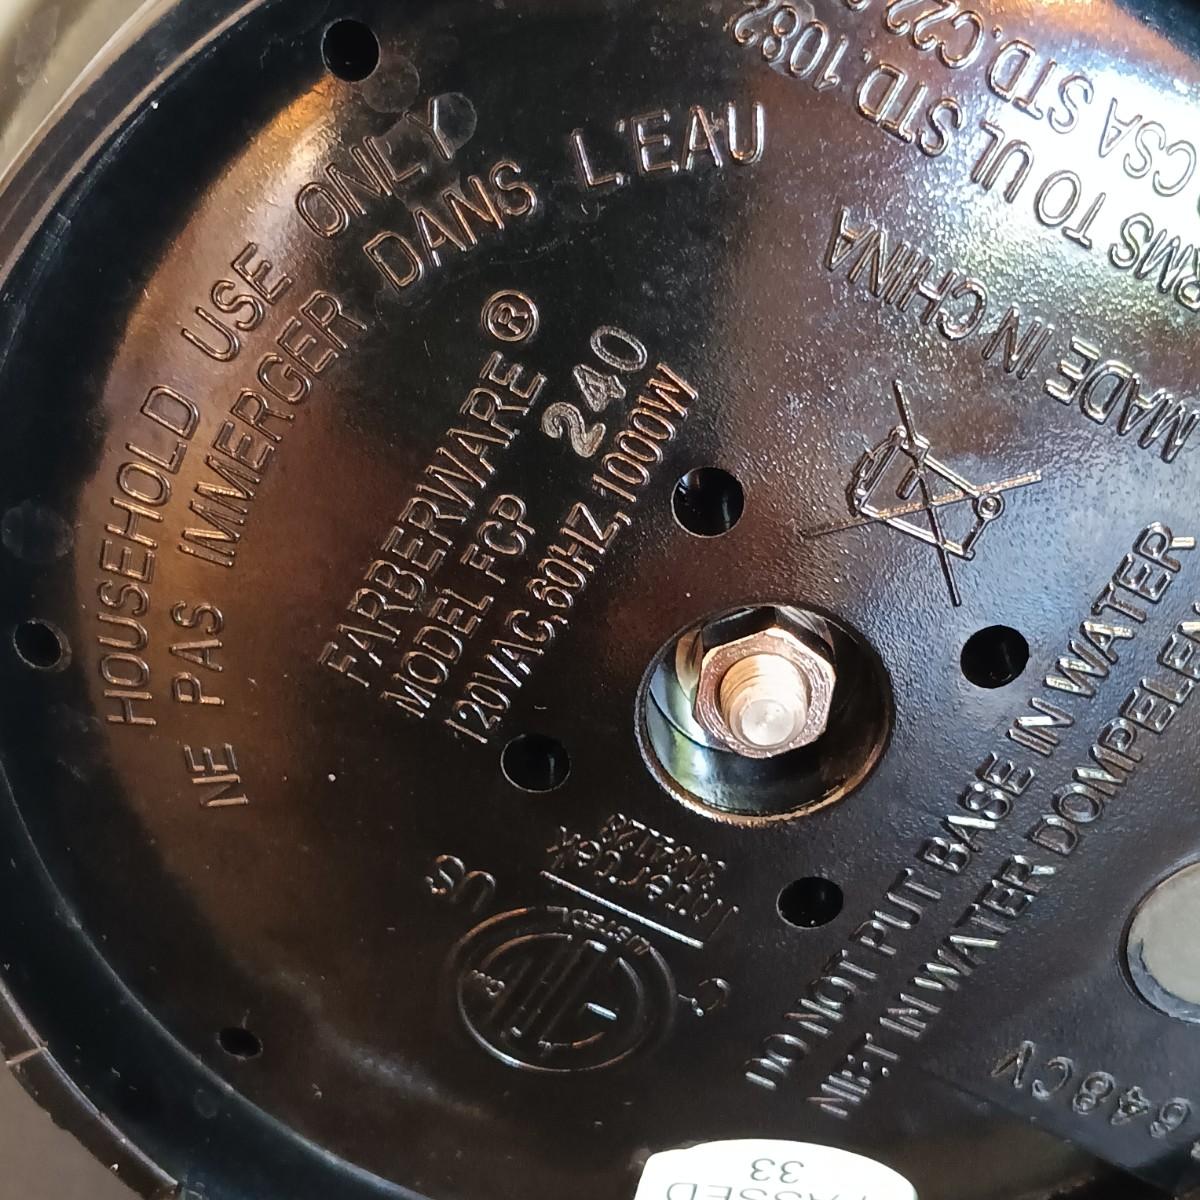 HOUSEHOLD USE ONLY
NE PAS IMMERGER DANS L'EAU
FARBERWARE®
MODEL FCP 240
120VAC,60HZ,1000W
RMS TO UL STD.1082
CSA STD.C22
MADE IN CHINA
DO NOT PUT BASE IN WATER
NIET IN WATER DOMPELEN
Intertek
C US
LISTED
648CV
PASSED
33